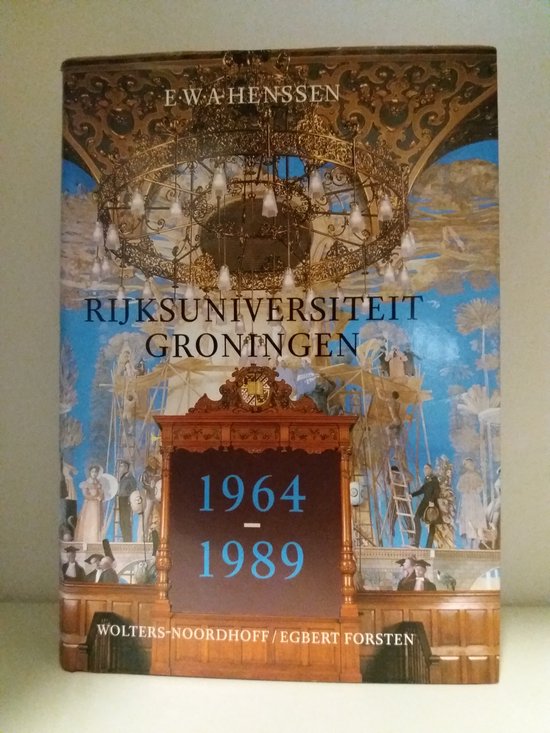 E·W·A·HENSSEN
RIJKSUNIVERSITEIT
GRONINGEN
1964
–
1989
WOLTERS-NOORDHOFF / EGBERT FORSTEN